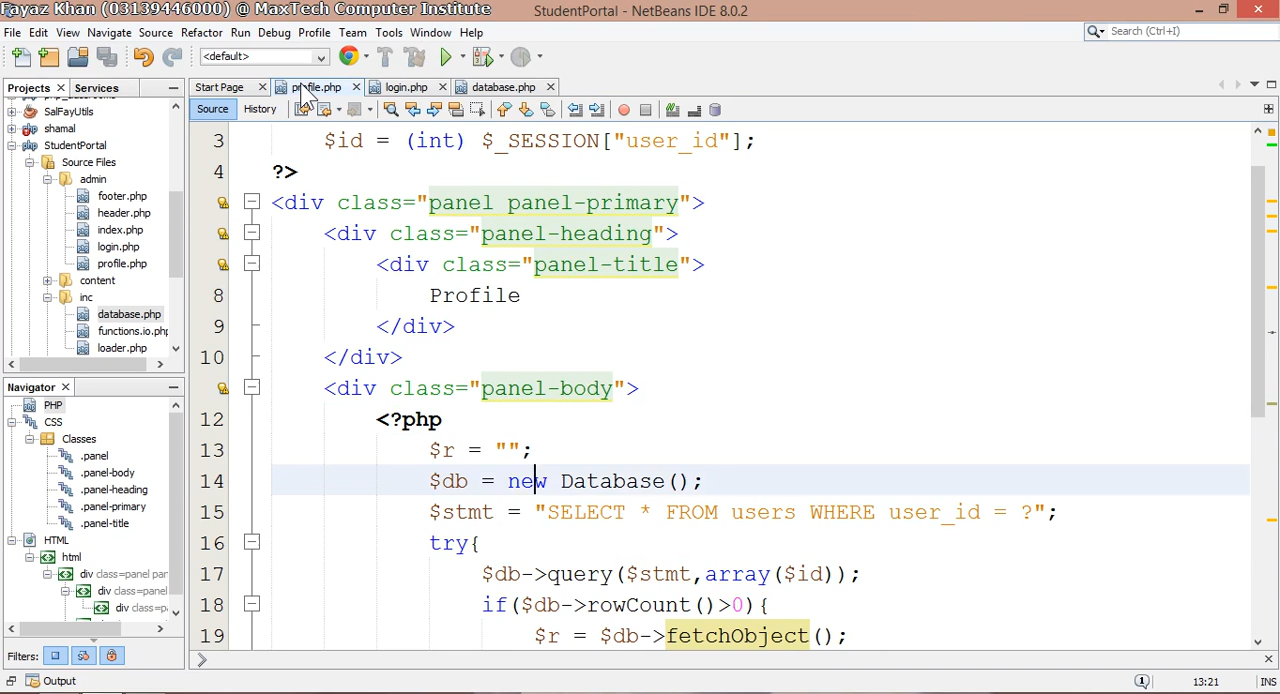 Fayaz Khan (03139446000) @ MaxTech Computer Institute
StudentPortal - NetBeans IDE 8.0.2
File Edit View Navigate Source Refactor Run Debug Profile Team Tools Window Help
Search (Ctrl+I)
<default>
Projects Services
Start Page profile.php login.php database.php
Source History
SalFayUtils
shamal
StudentPortal
Source Files
admin
footer.php
header.php
index.php
login.php
profile.php
content
inc
database.php
functions.io.php
loader.php
Navigator
PHP
CSS
Classes
.panel
.panel-body
.panel-heading
.panel-primary
.panel-title
HTML
html
div class=panel pan
div class=p
div class=p
Filters:
3 $id = (int) $_SESSION["user_id"];
4 ?>
<div class="panel panel-primary">
<div class="panel-heading">
<div class="panel-title">
8 Profile
9 </div>
10 </div>
<div class="panel-body">
12 <?php
13 $r = "";
14 $db = new Database();
15 $stmt = "SELECT * FROM users WHERE user_id = ?";
16 try{
17 $db->query($stmt,array($id));
18 if($db->rowCount()>0){
19 $r = $db->fetchObject();
Output
1
13:21
INS